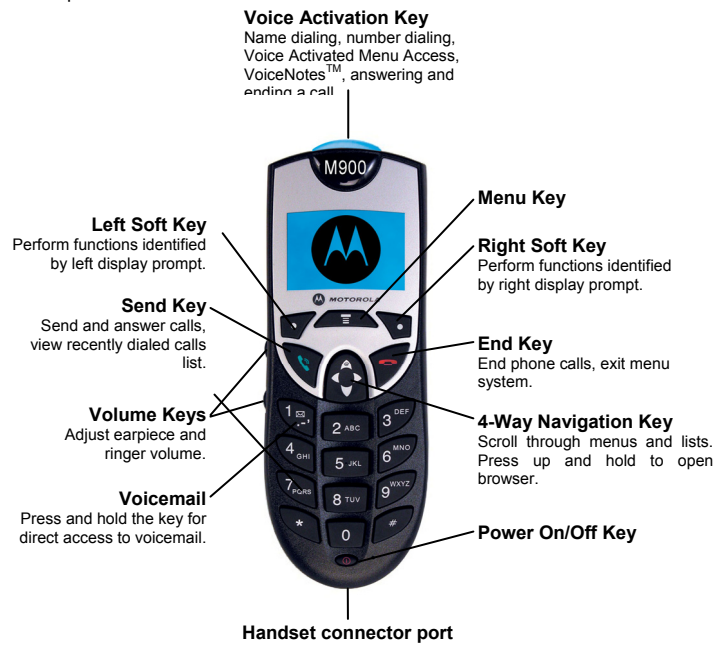 Voice Activation Key
Name dialing, number dialing,
Voice Activated Menu Access,
VoiceNotes™, answering and
ending a call.
M900
Menu Key
Left Soft Key
Perform functions identified
by left display prompt.
Right Soft Key
Perform functions identified
by right display prompt.
MOTOROLA
Send Key
Send and answer calls,
view recently dialed calls
list.
End Key
End phone calls, exit menu
system.
Volume Keys
Adjust earpiece and
ringer volume.
4-Way Navigation Key
Scroll through menus and lists.
Press up and hold to open
browser.
Voicemail
Press and hold the key for
direct access to voicemail.
1
2 ABC
3 DEF
4 GHI
5 JKL
6 MNO
7 PQRS
8 TUV
9 WXYZ
*
0
#
Power On/Off Key
Handset connector port